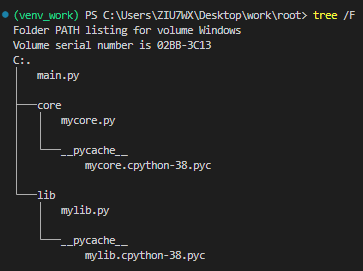 (venv_work) PS C:\Users\ZIU7WX\Desktop\work\root> tree /F
Folder PATH listing for volume Windows
Volume serial number is 02BB-3C13
C:.
│   main.py
│
├───core
│   │   mycore.py
│   │
│   └───__pycache__
│           mycore.cpython-38.pyc
│
└───lib
    │   mylib.py
    │
    └───__pycache__
            mylib.cpython-38.pyc